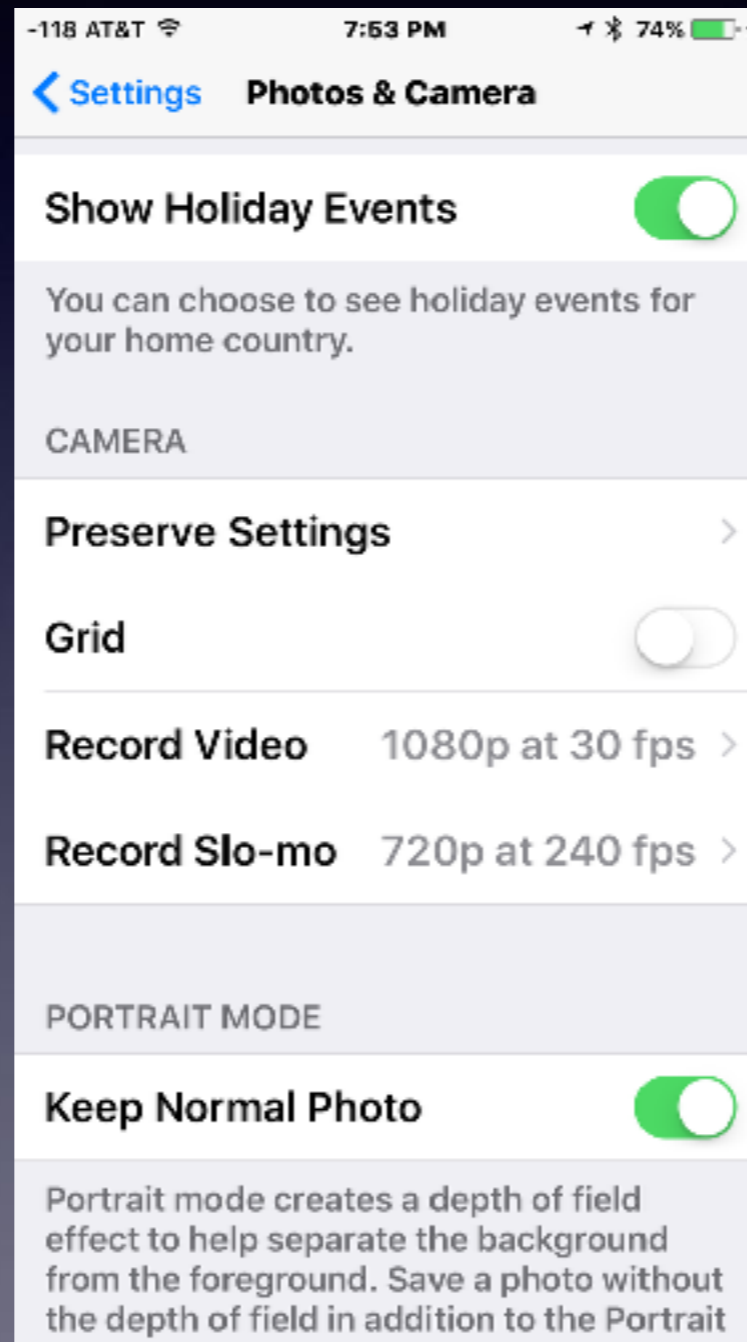 -118 AT&T 7:53 PM 74%
Settings Photos & Camera
Show Holiday Events
You can choose to see holiday events for
your home country.
CAMERA
Preserve Settings
Grid
Record Video 1080p at 30 fps
Record Slo-mo 720p at 240 fps
PORTRAIT MODE
Keep Normal Photo
Portrait mode creates a depth of field
effect to help separate the background
from the foreground. Save a photo without
the depth of field in addition to the Portrait